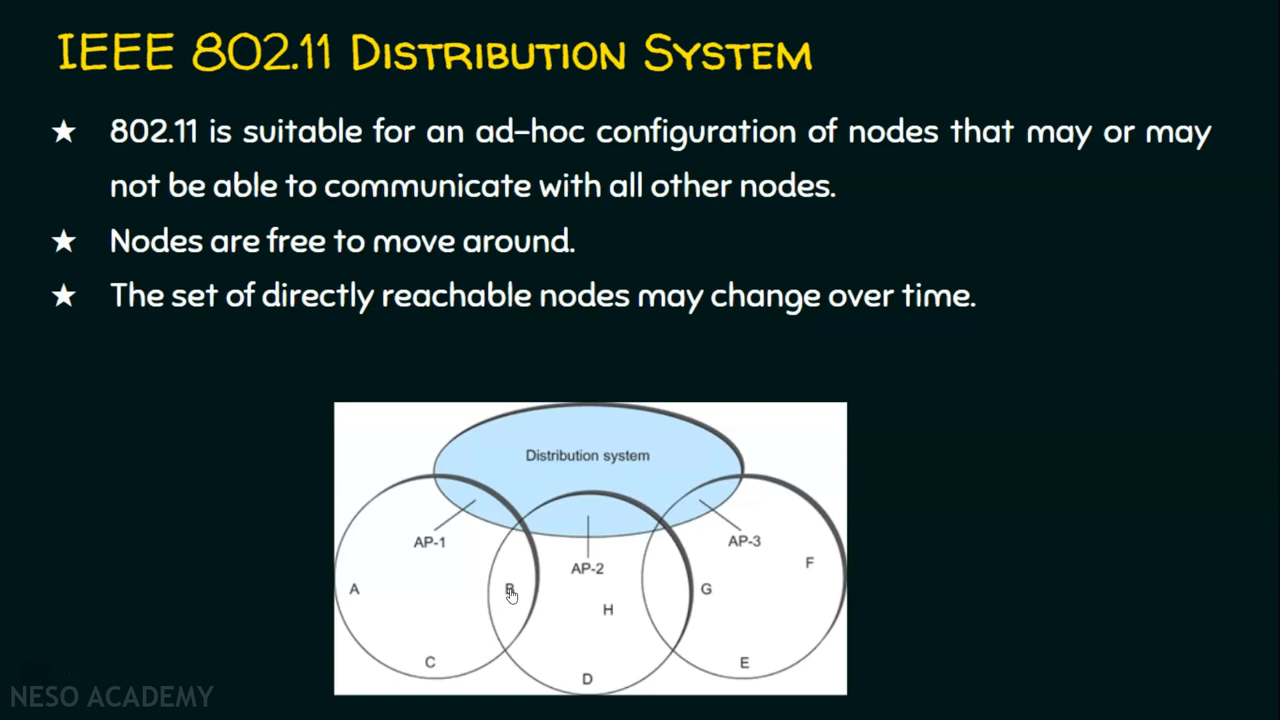 IEEE 802.11 DISTRIBUTION SYSTEM
★ 802.11 is suitable for an ad-hoc configuration of nodes that may or may
not be able to communicate with all other nodes.
★ Nodes are free to move around.
★ The set of directly reachable nodes may change over time.
Distribution system
AP-1
AP-2
AP-3
F
A
B
H
G
C
D
E
NESO ACADEMY